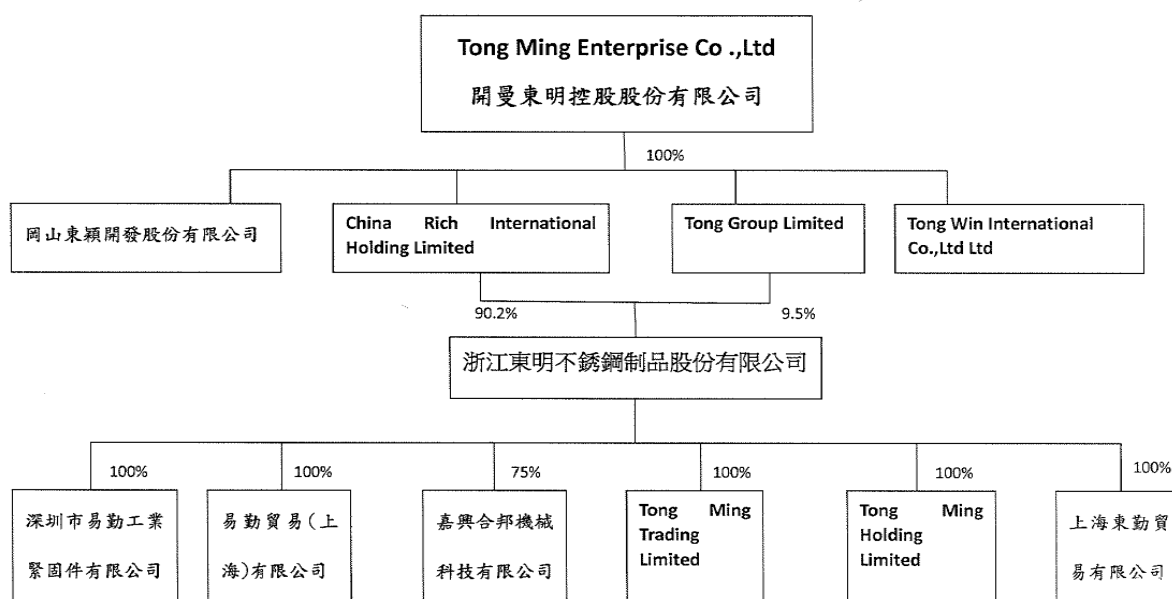 Tong Ming Enterprise Co .,Ltd
開曼東明控股股份有限公司
100%
岡山東穎開發股份有限公司
China Rich International
Holding Limited
Tong Group Limited
Tong Win International
Co.,Ltd Ltd
90.2%
9.5%
浙江東明不銹鋼制品股份有限公司
100%
100%
75%
100%
100%
100%
深圳市易勤工業
緊固件有限公司
易勤貿易(上
海)有限公司
嘉興合邦機械
科技有限公司
Tong Ming
Trading
Limited
Tong Ming
Holding
Limited
上海東勤貿
易有限公司